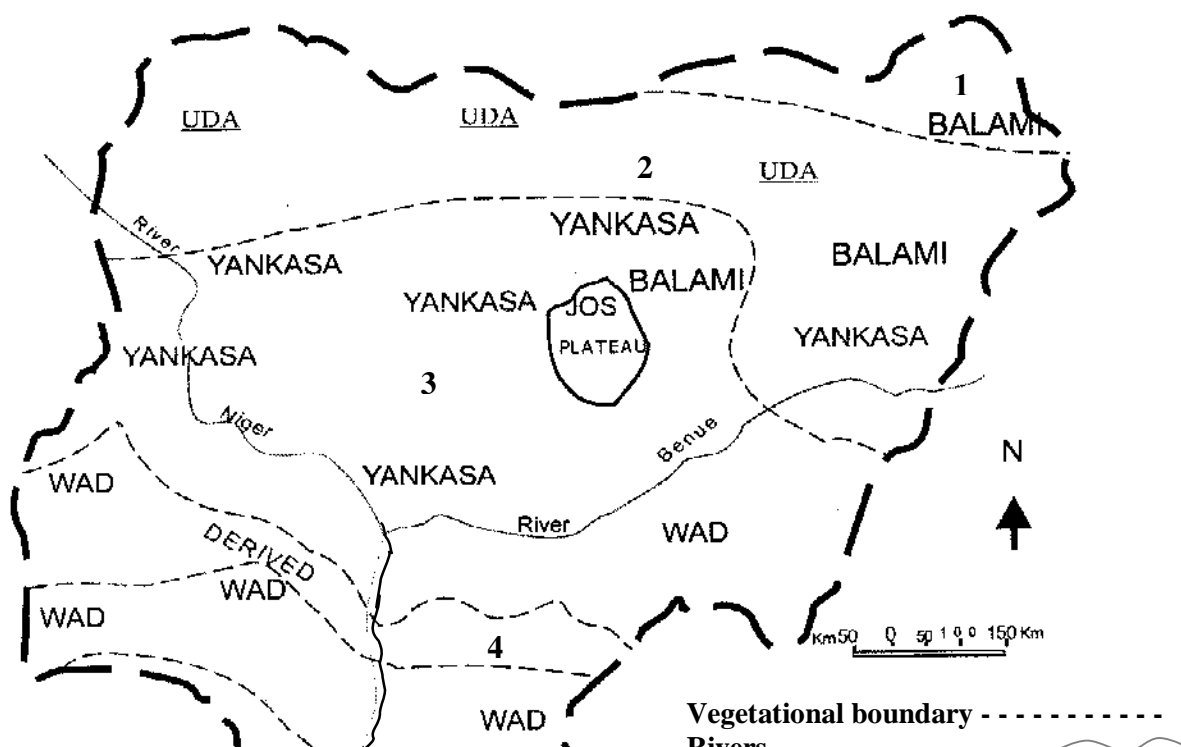 1
BALAMI
UDA
UDA
2
UDA
YANKASA
River
YANKASA
BALAMI
BALAMI
YANKASA
JOS
PLATEAU
YANKASA
YANKASA
3
Niger
Benue
YANKASA
N
WAD
River
WAD
DERIVED
WAD
WAD
4
Km50 0 50 100 150 Km
WAD
Vegetational boundary - - - - - - - - - - -
Rivers